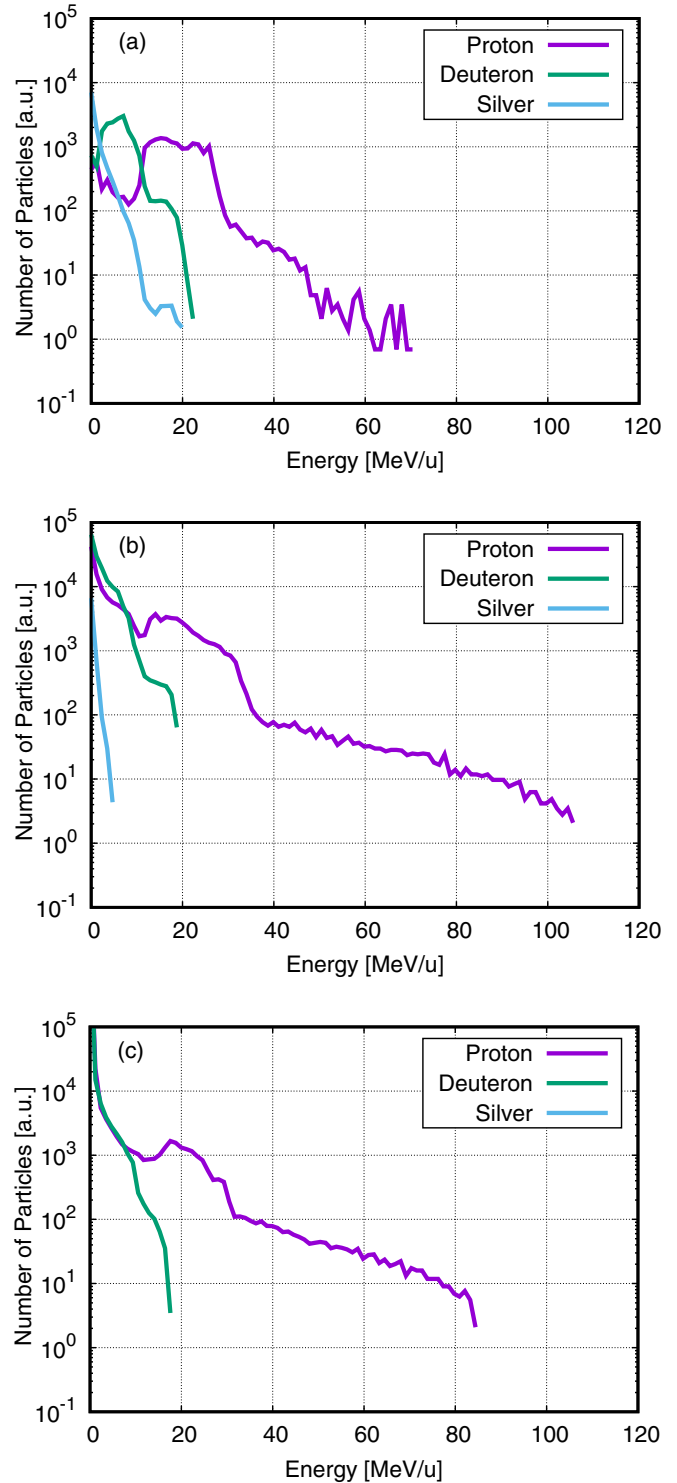 (a)
Proton
Deuteron
Silver
10^5
10^4
10^3
10^2
10^1
10^0
10^-1
Number of Particles [a.u.]
0 20 40 60 80 100 120
Energy [MeV/u]
(b)
Proton
Deuteron
Silver
10^5
10^4
10^3
10^2
10^1
10^0
10^-1
Number of Particles [a.u.]
0 20 40 60 80 100 120
Energy [MeV/u]
(c)
Proton
Deuteron
Silver
10^5
10^4
10^3
10^2
10^1
10^0
10^-1
Number of Particles [a.u.]
0 20 40 60 80 100 120
Energy [MeV/u]